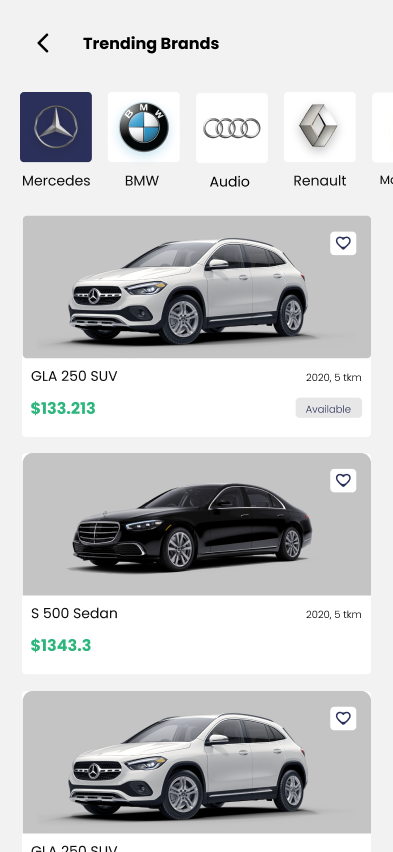 Trending Brands
BMW
Mercedes BMW Audio Renault
GLA 250 SUV 2020, 5 tkm
$133.213 Available
S 500 Sedan 2020, 5 tkm
$1343.3
GLA 250 SUV